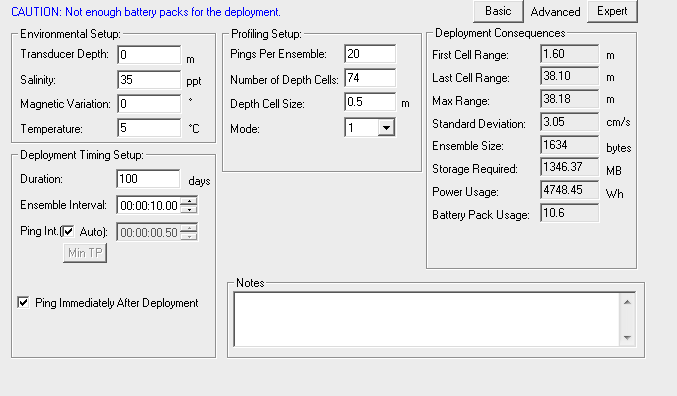 CAUTION: Not enough battery packs for the deployment.
Basic Advanced Expert
Environmental Setup:
Transducer Depth: 0 m
Salinity: 35 ppt
Magnetic Variation: 0 °
Temperature: 5 °C
Profiling Setup:
Pings Per Ensemble: 20
Number of Depth Cells: 74
Depth Cell Size: 0.5 m
Mode: 1
Deployment Consequences
First Cell Range: 1.60 m
Last Cell Range: 38.10 m
Max Range: 38.18 m
Standard Deviation: 3.05 cm/s
Ensemble Size: 1634 bytes
Storage Required: 1346.37 MB
Power Usage: 4748.45 Wh
Battery Pack Usage: 10.6
Deployment Timing Setup:
Duration: 100 days
Ensemble Interval: 00:00:10.00
Ping Int.( Auto): 00:00:00.50
Min TP
Ping Immediately After Deployment
Notes